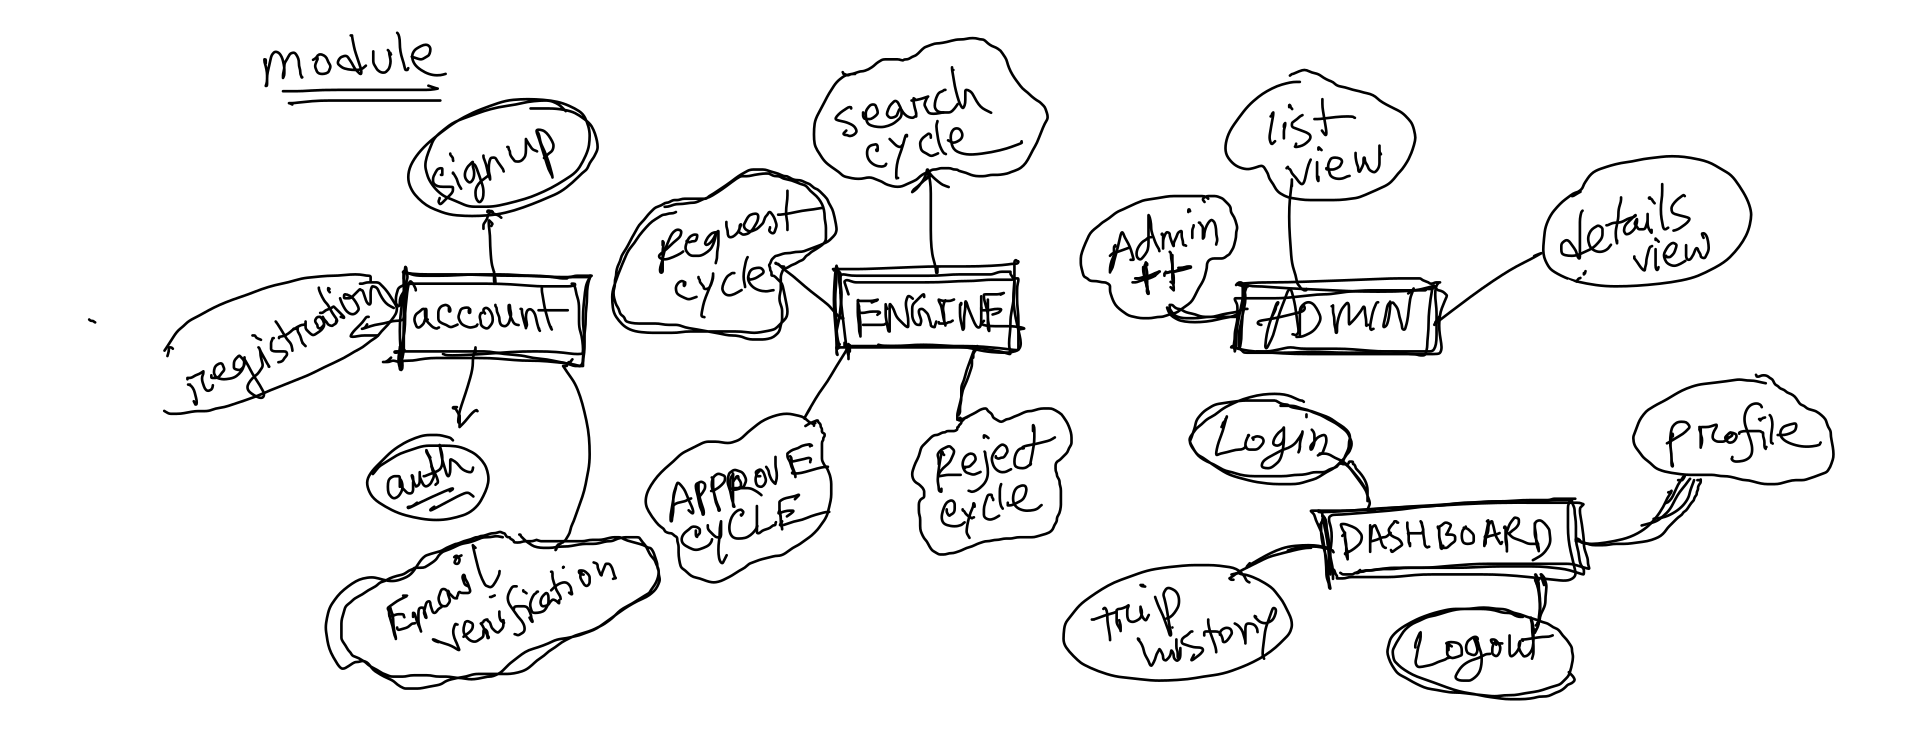 module
signup
registration
account
auth
Email
verification
search
cycle
Request
cycle
ENGINE
APPROVE
CYCLE
Reject
cycle
list
view
Admin
++
details
view
ADMIN
Login
profile
DASHBOARD
trip
history
Logout